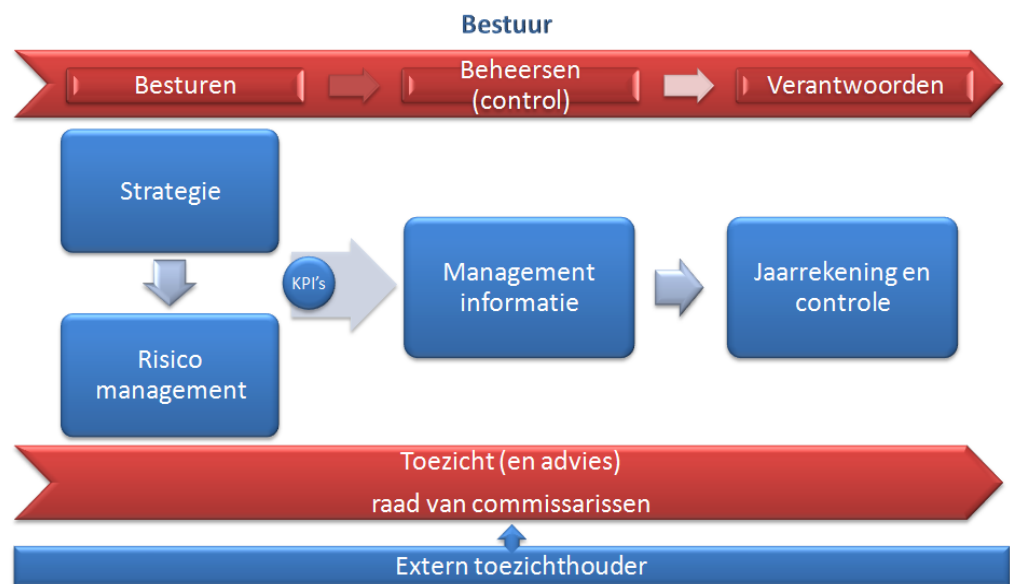 Bestuur
Besturen
Beheersen
(control)
Verantwoorden
Strategie
Risico
management
KPI's
Management
informatie
Jaarrekening en
controle
Toezicht (en advies)
raad van commissarissen
Extern toezichthouder